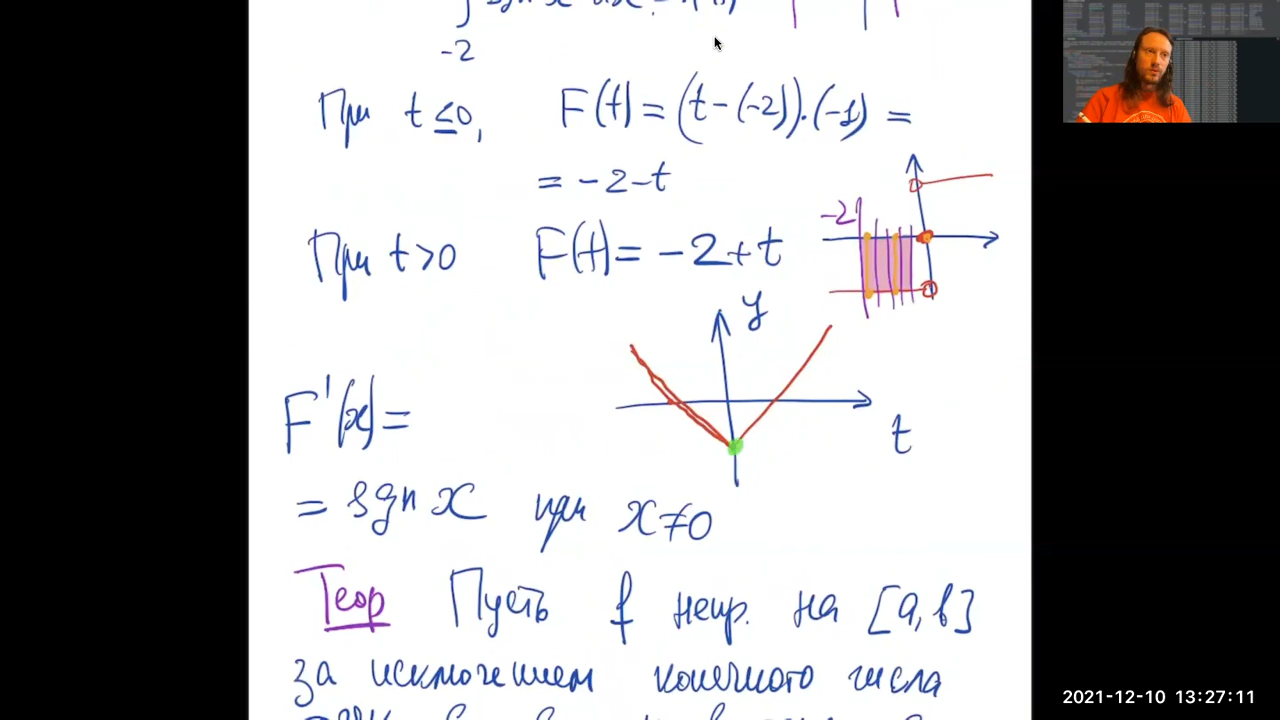 -2
При t ≤ 0, F(t) = (t-(-2))·(-1) =
= -2-t
-2
При t>0 F(t) = -2+t
y
F'(x) =
t
= sgn x при x≠0
Теор Пусть f непр. на [a,b]
за исключением конечного числа
2021-12-10 13:27:11